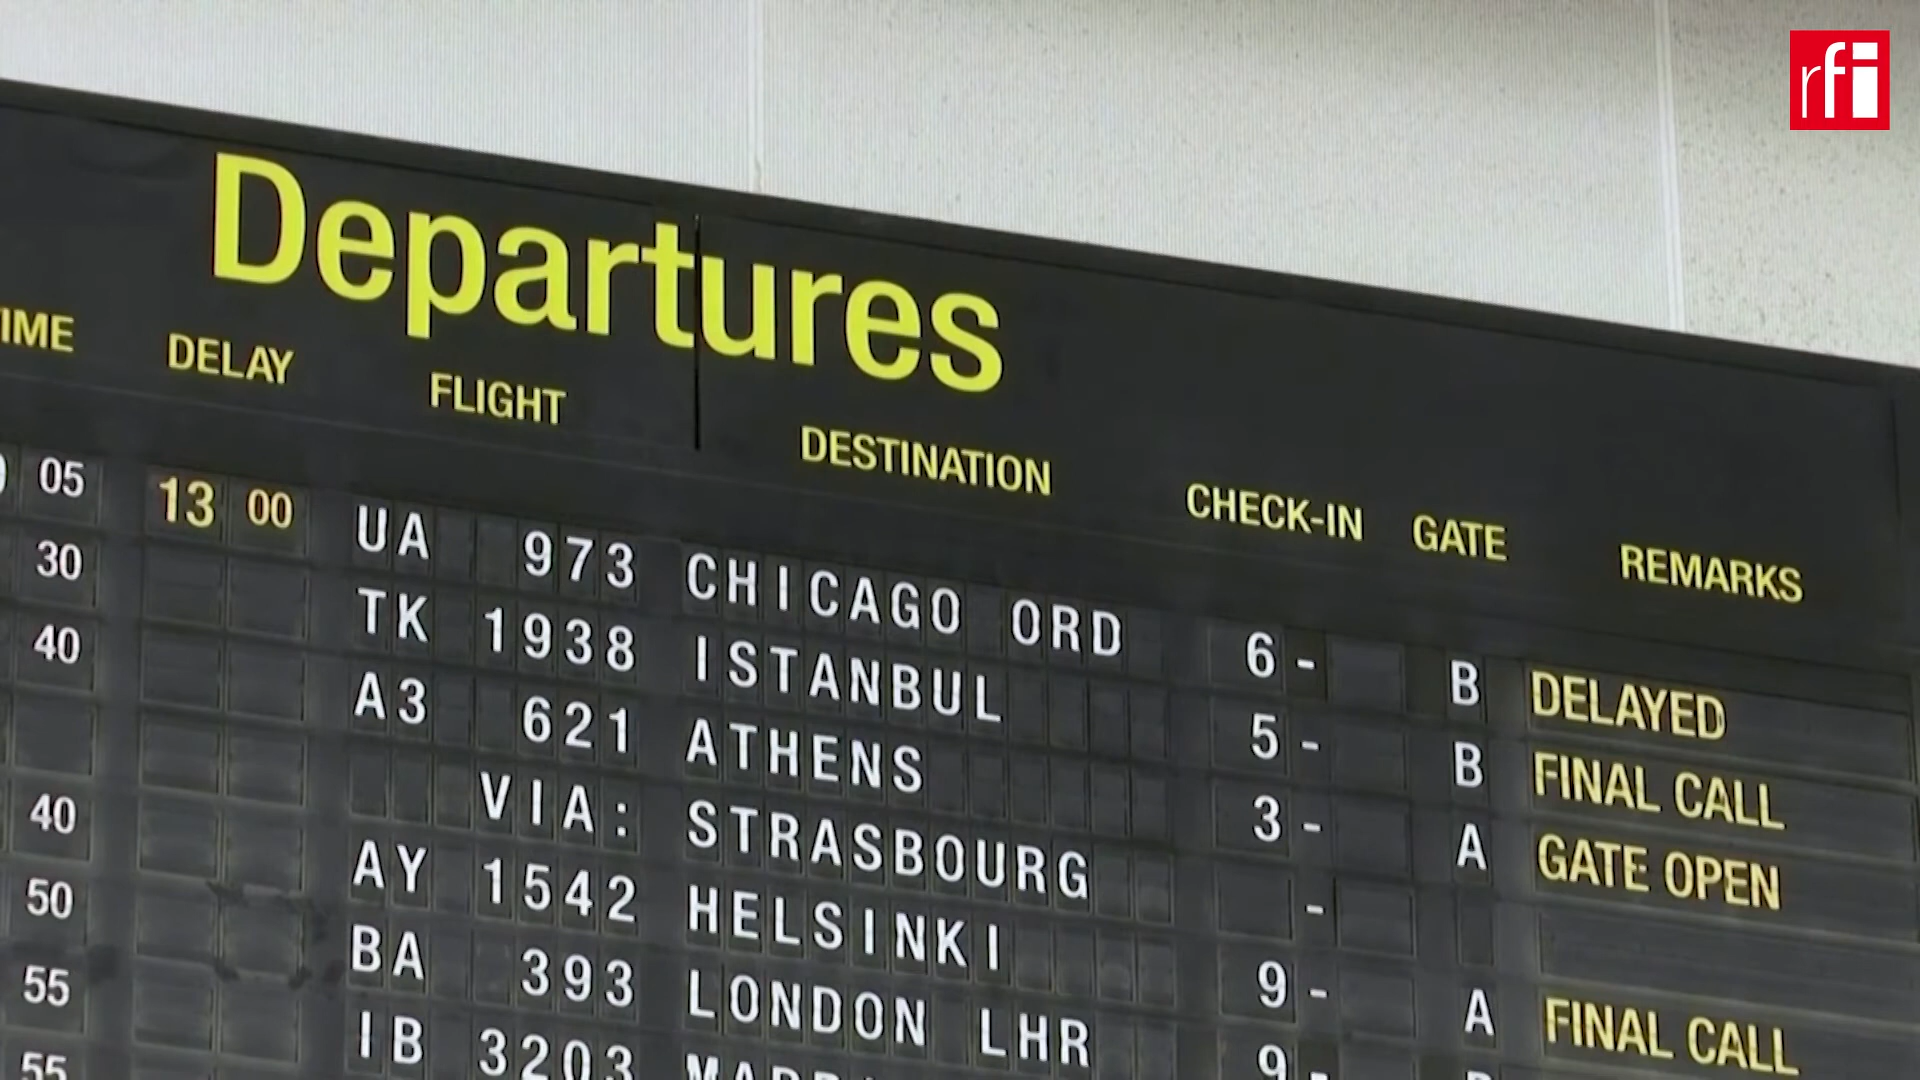 rfi
Departures
TIME DELAY FLIGHT DESTINATION CHECK-IN GATE REMARKS
05 13 00 UA 973 CHICAGO ORD 6 - B DELAYED
30 TK 1938 ISTANBUL 5 - B FINAL CALL
40 A3 621 ATHENS 3 - A GATE OPEN
VIA: STRASBOURG -
40 AY 1542 HELSINKI 9 - A FINAL CALL
50 BA 393 LONDON LHR 9 -
55 IB 3203
55